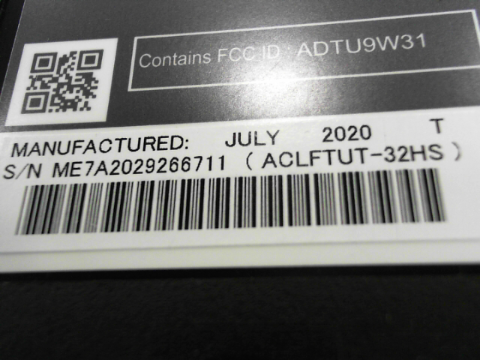 Contains FCC ID : ADTU9W31
MANUFACTURED: JULY 2020 T
S/N ME7A2029266711 ( ACLFTUT-32HS )